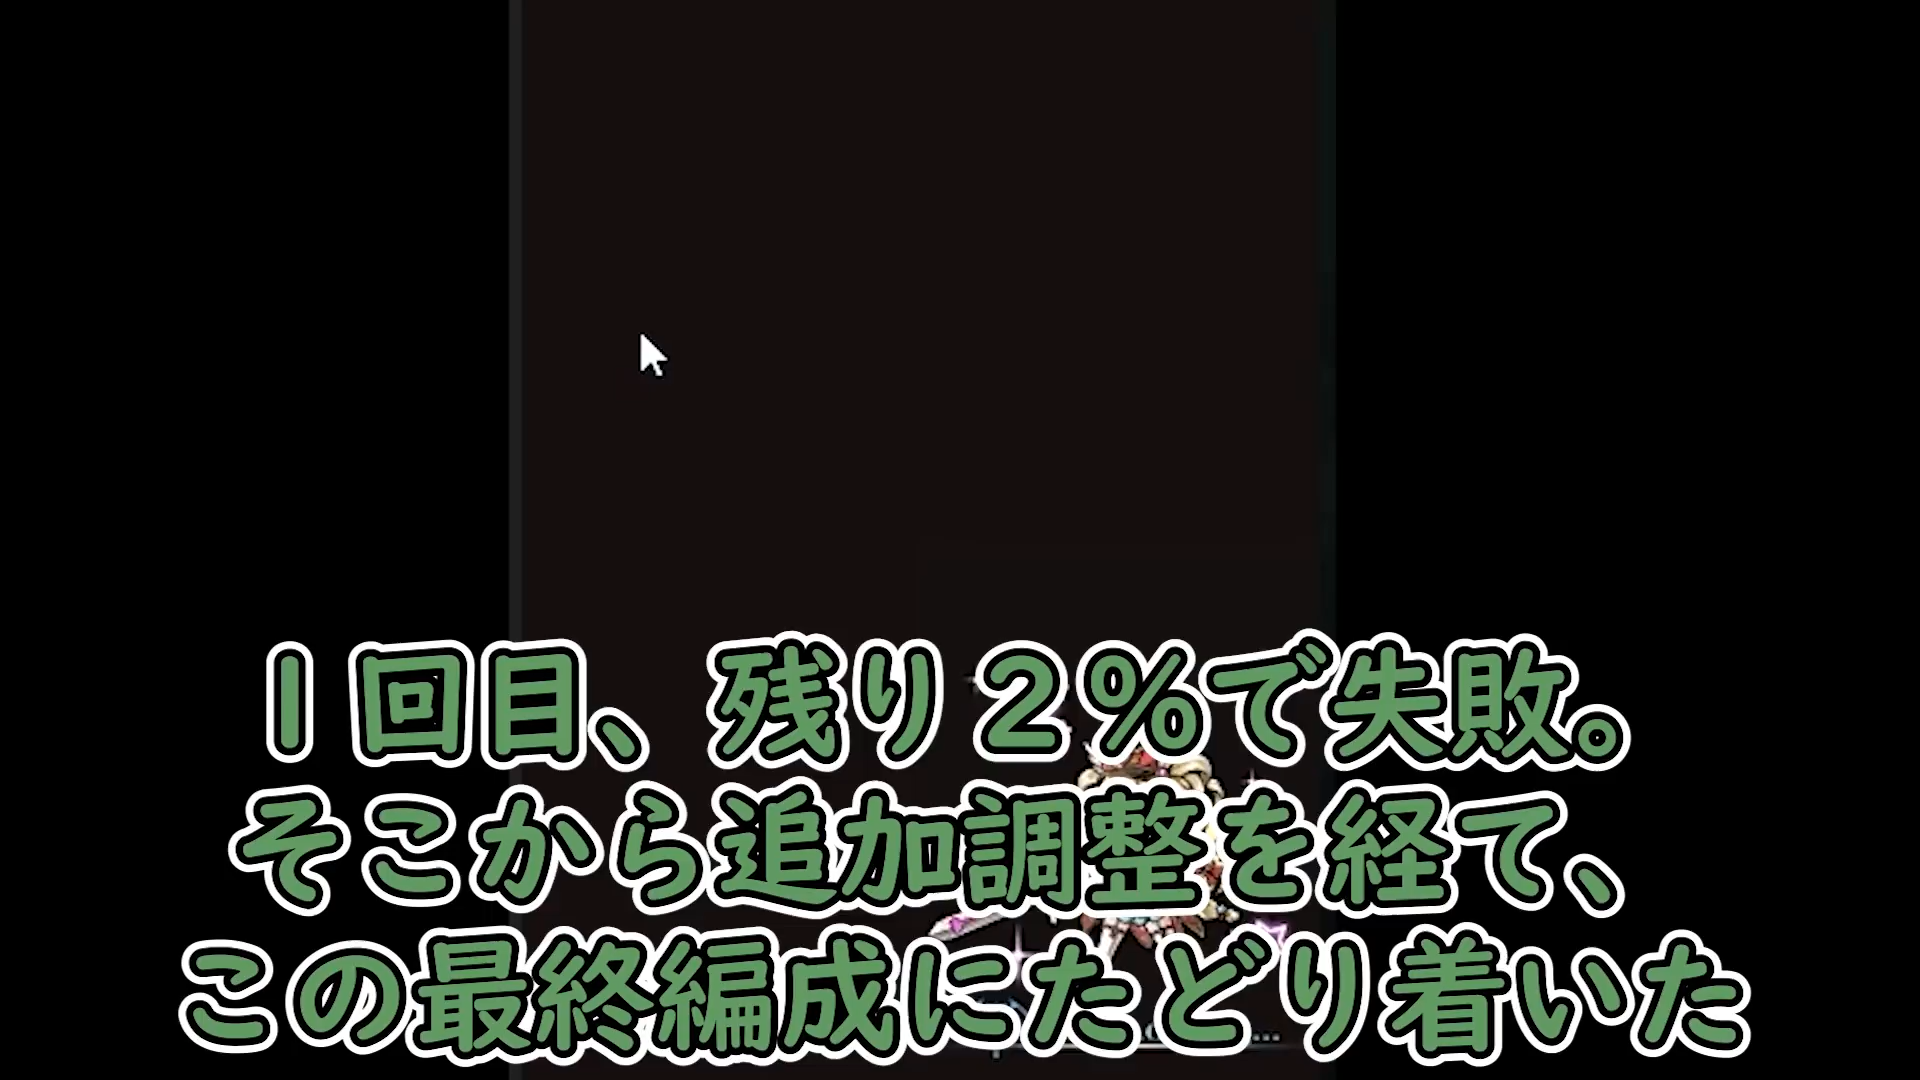 １回目、残り２％で失敗。
そこから追加調整を経て、
この最終編成にたどり着いた